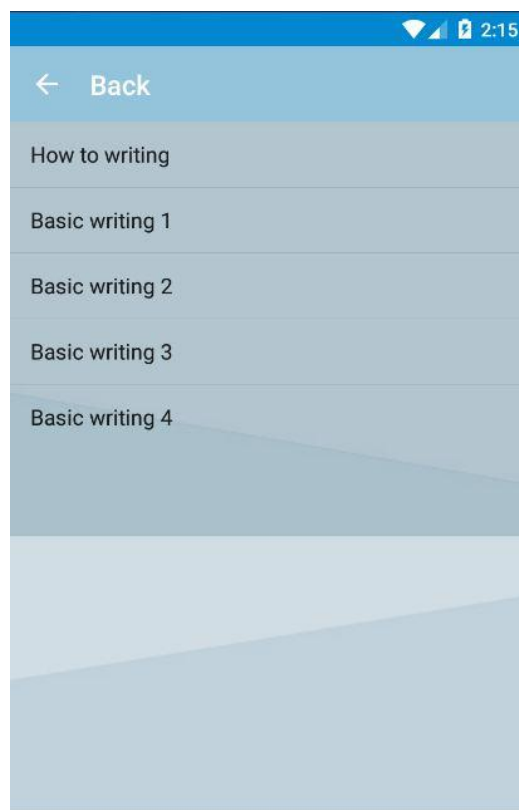 2:15
Back
How to writing
Basic writing 1
Basic writing 2
Basic writing 3
Basic writing 4